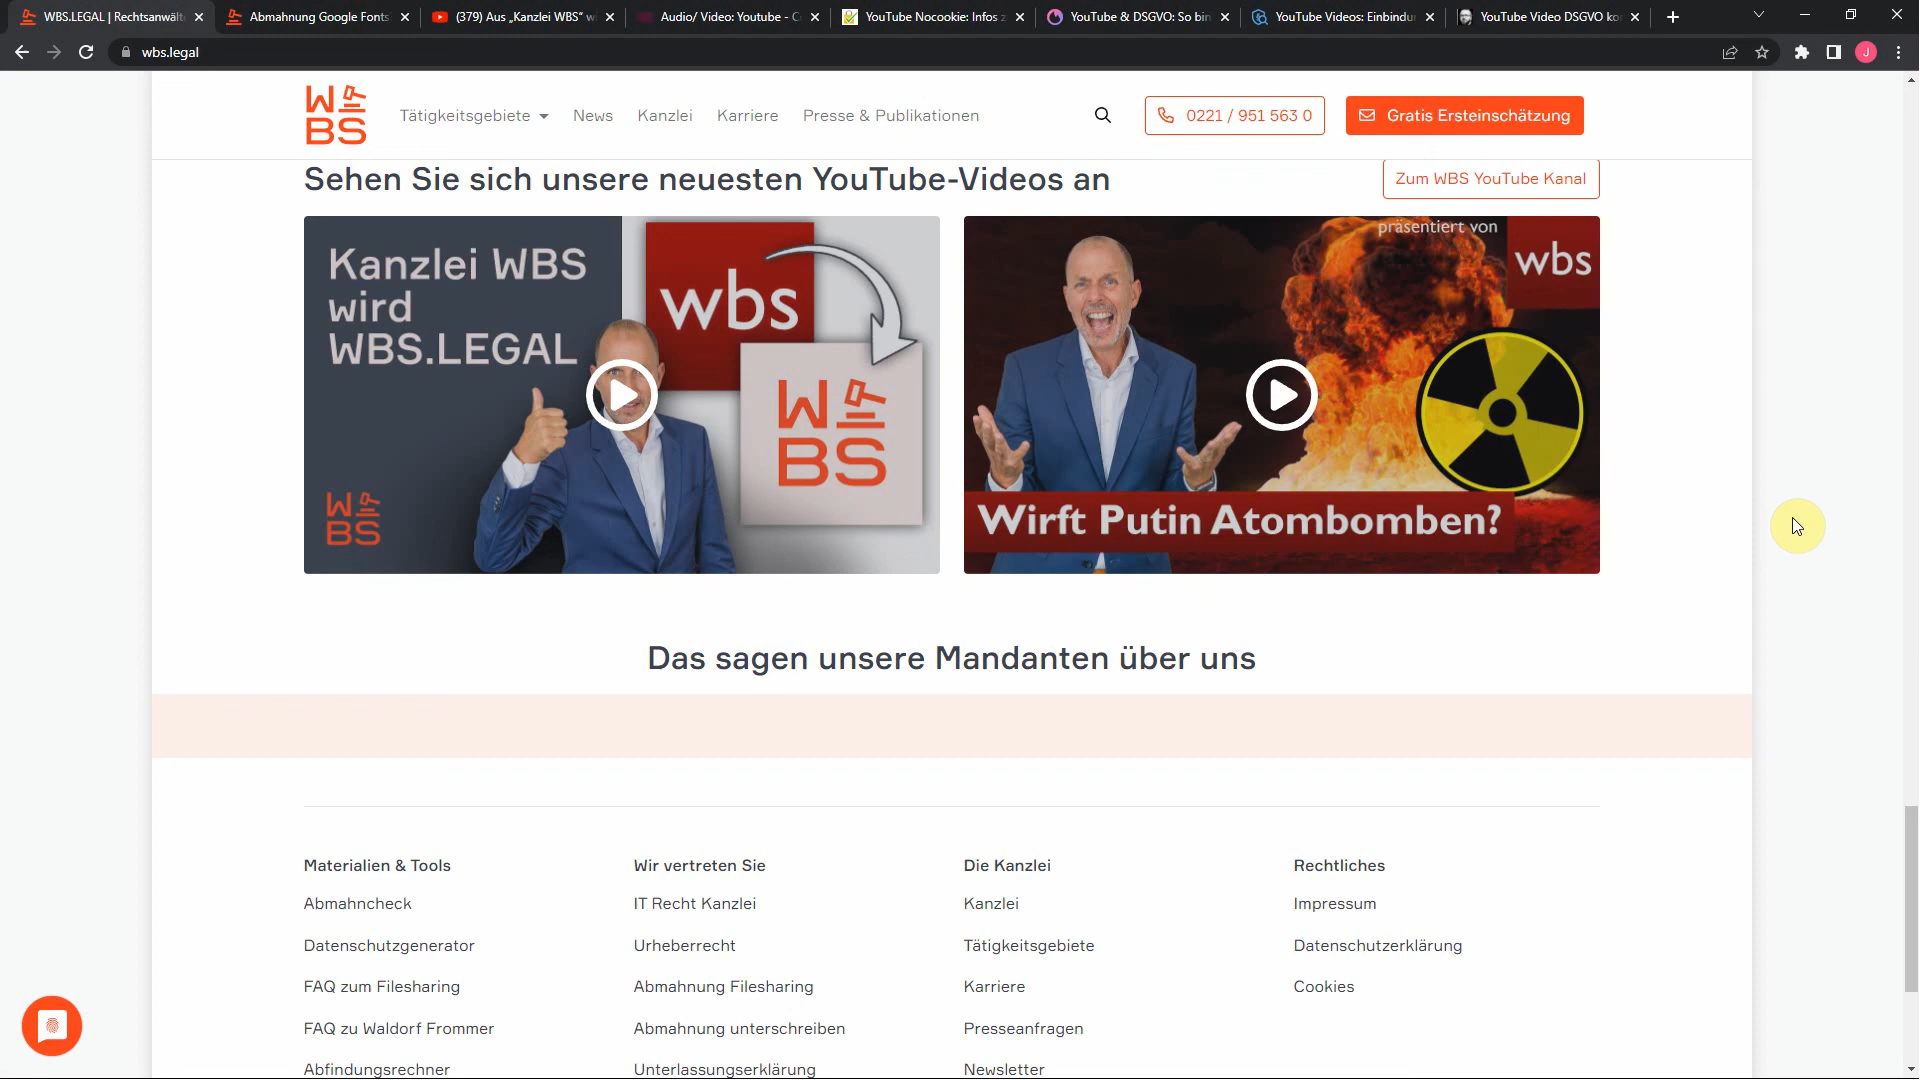 WBS.LEGAL | Rechtsanwält
Abmahnung Google Fonts
(379) Aus „Kanzlei WBS“ w
Audio/ Video: Youtube - C
YouTube Nocookie: Infos z
YouTube & DSGVO: So bin
YouTube Videos: Einbindu
YouTube Video DSGVO ko
wbs.legal
J
WBS
Tätigkeitsgebiete
News
Kanzlei
Karriere
Presse & Publikationen
0221 / 951 563 0
Gratis Ersteinschätzung
Sehen Sie sich unsere neuesten YouTube-Videos an
Zum WBS YouTube Kanal
Kanzlei WBS
wird
WBS.LEGAL
wbs
WBS
WBS
präsentiert von
wbs
Wirft Putin Atombomben?
Das sagen unsere Mandanten über uns
Materialien & Tools
Abmahncheck
Datenschutzgenerator
FAQ zum Filesharing
FAQ zu Waldorf Frommer
Abfindungsrechner
Wir vertreten Sie
IT Recht Kanzlei
Urheberrecht
Abmahnung Filesharing
Abmahnung unterschreiben
Unterlassungserklärung
Die Kanzlei
Kanzlei
Tätigkeitsgebiete
Karriere
Presseanfragen
Newsletter
Rechtliches
Impressum
Datenschutzerklärung
Cookies